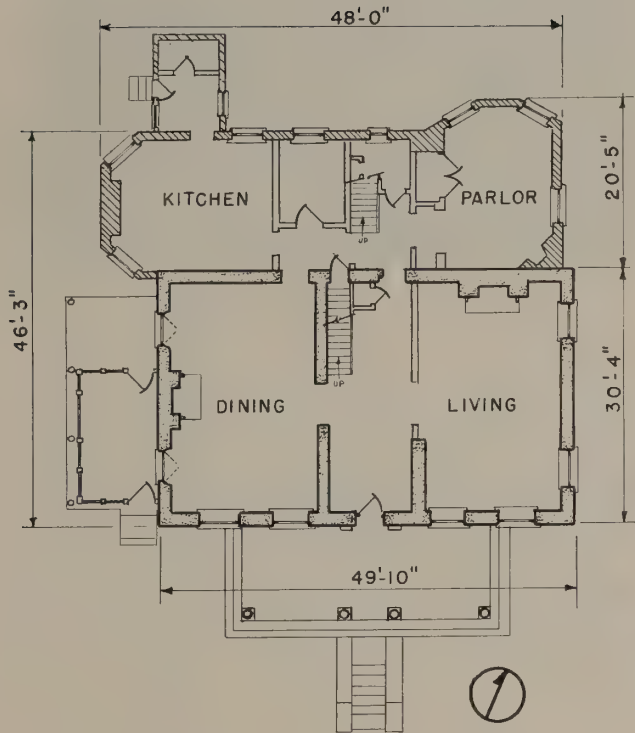 48'-0"
KITCHEN
PARLOR
20'-5"
UP
46'-3"
UP
DINING
LIVING
30'-4"
49'-10"